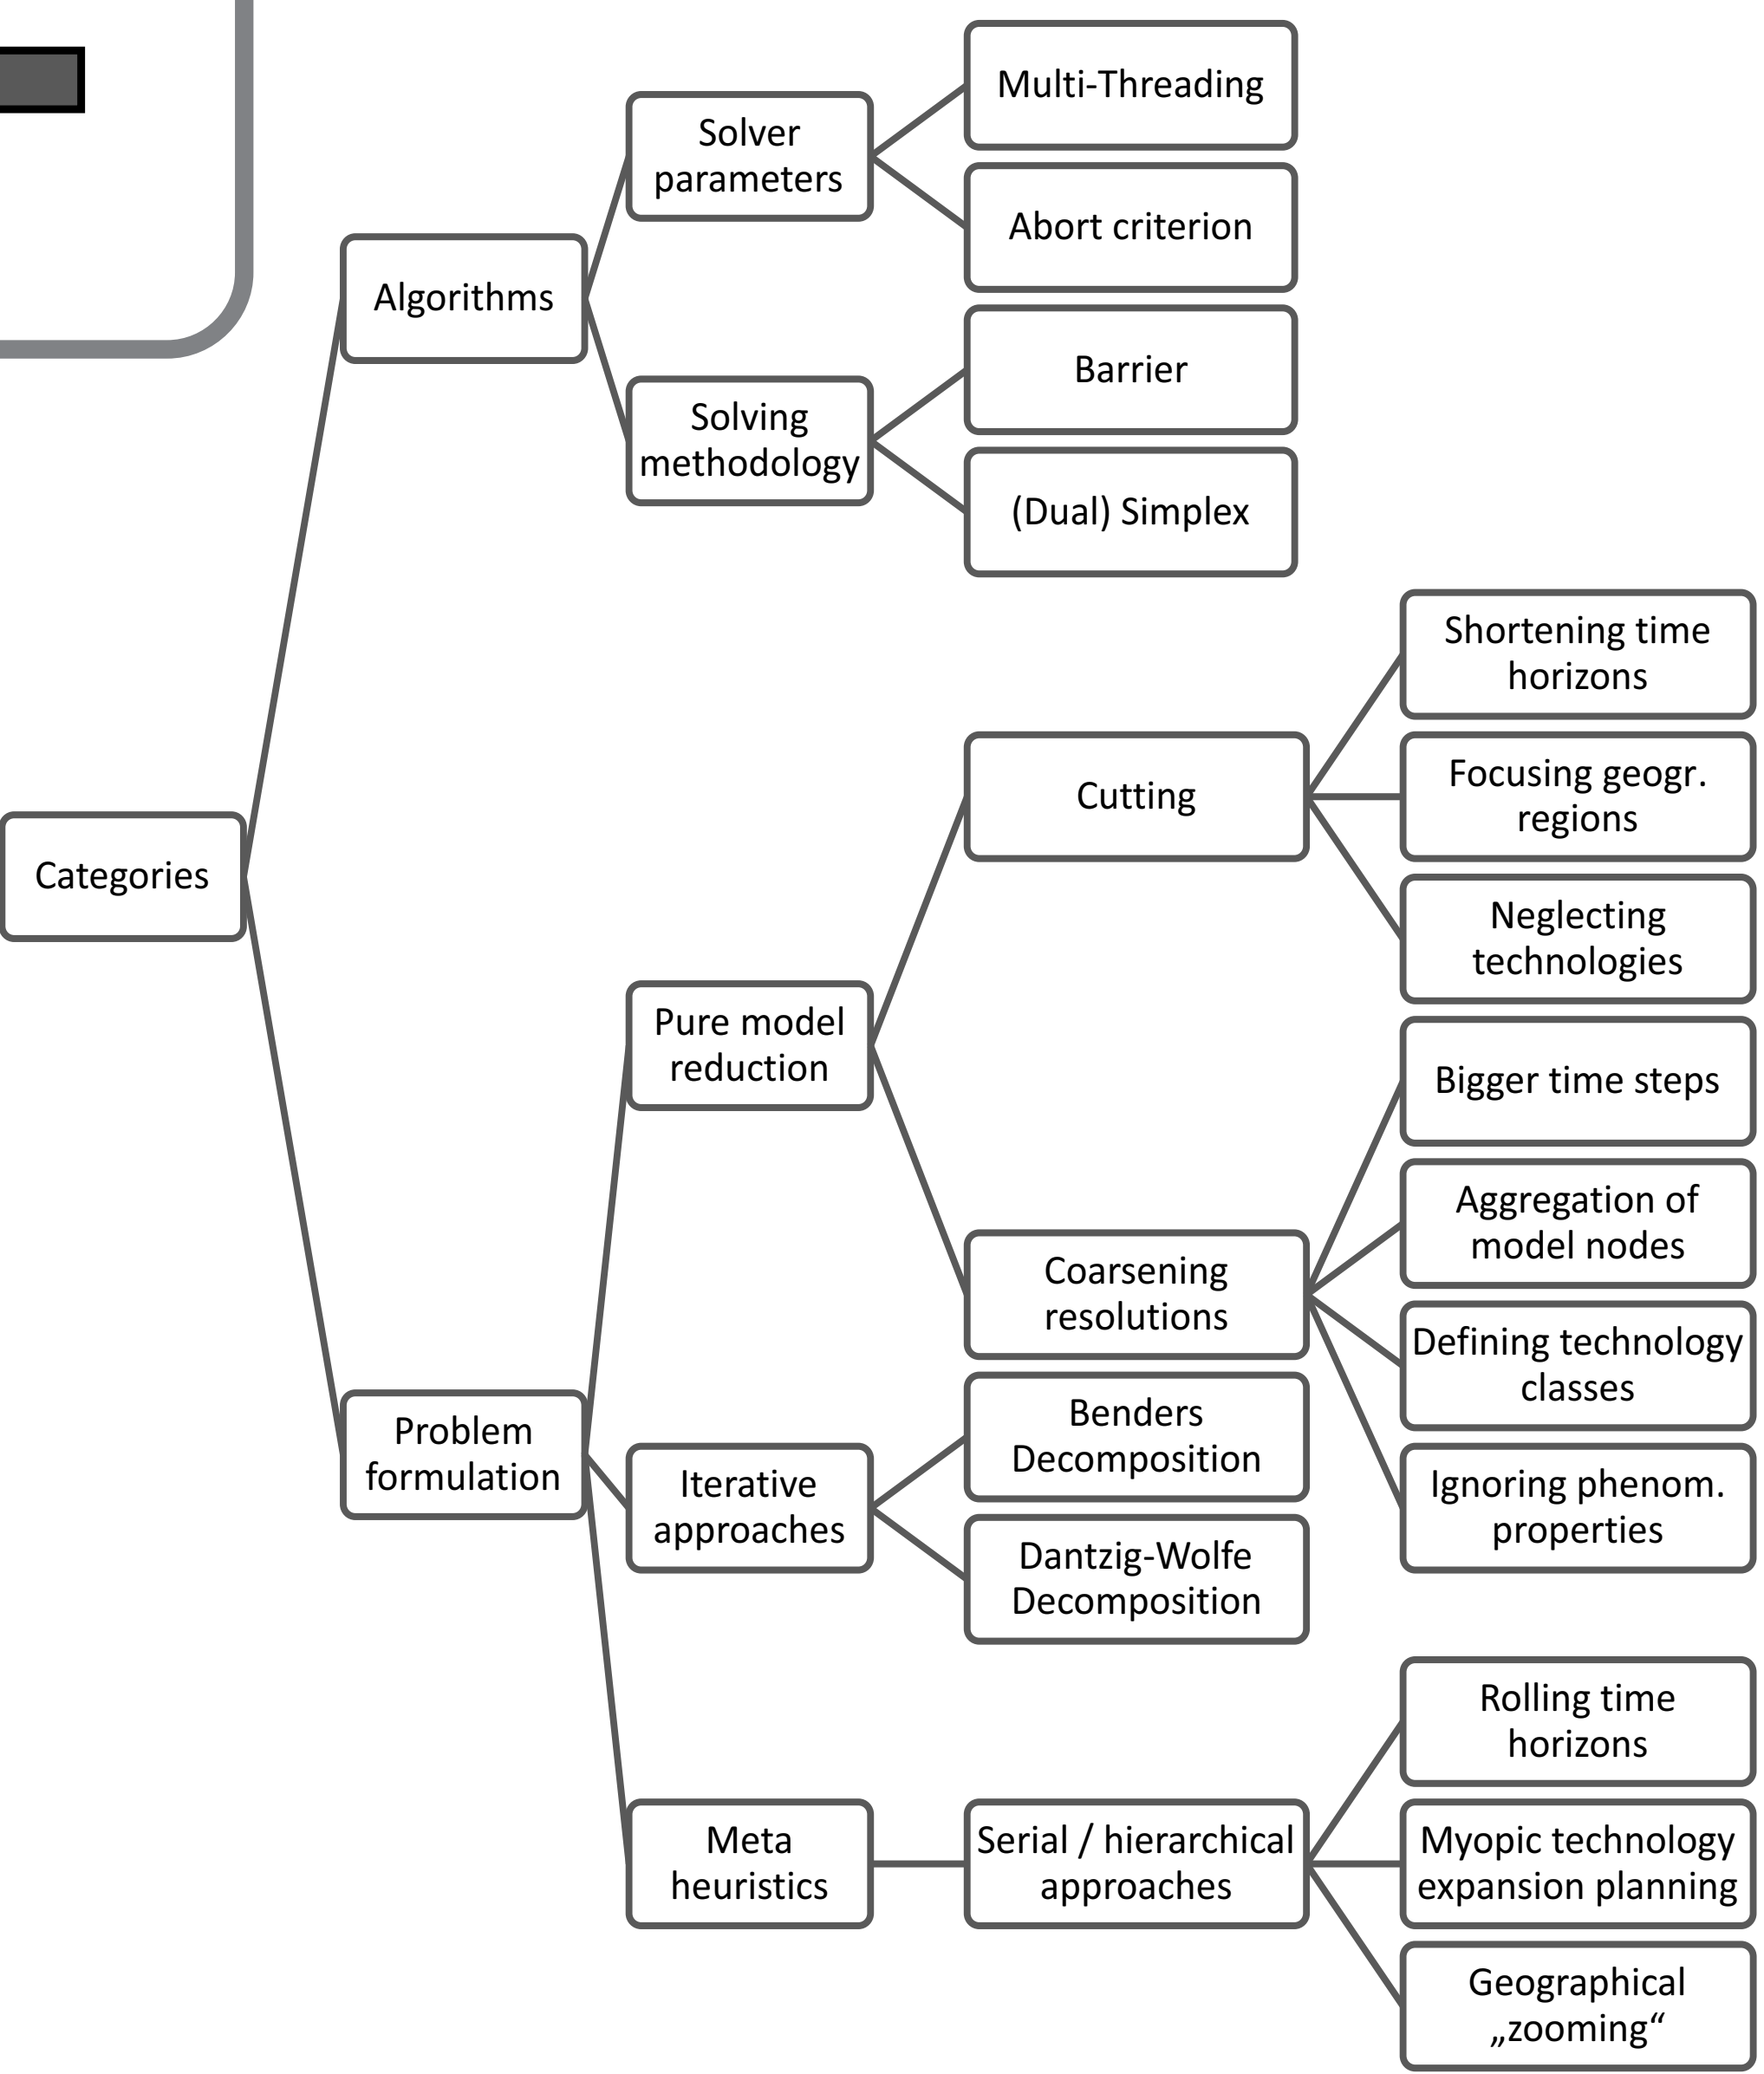 Categories
Algorithms
Solver
parameters
Multi-Threading
Abort criterion
Solving
methodology
Barrier
(Dual) Simplex
Problem
formulation
Pure model
reduction
Cutting
Shortening time
horizons
Focusing geogr.
regions
Neglecting
technologies
Coarsening
resolutions
Bigger time steps
Aggregation of
model nodes
Defining technology
classes
Ignoring phenom.
properties
Iterative
approaches
Benders
Decomposition
Dantzig-Wolfe
Decomposition
Meta
heuristics
Serial / hierarchical
approaches
Rolling time
horizons
Myopic technology
expansion planning
Geographical
„zooming“